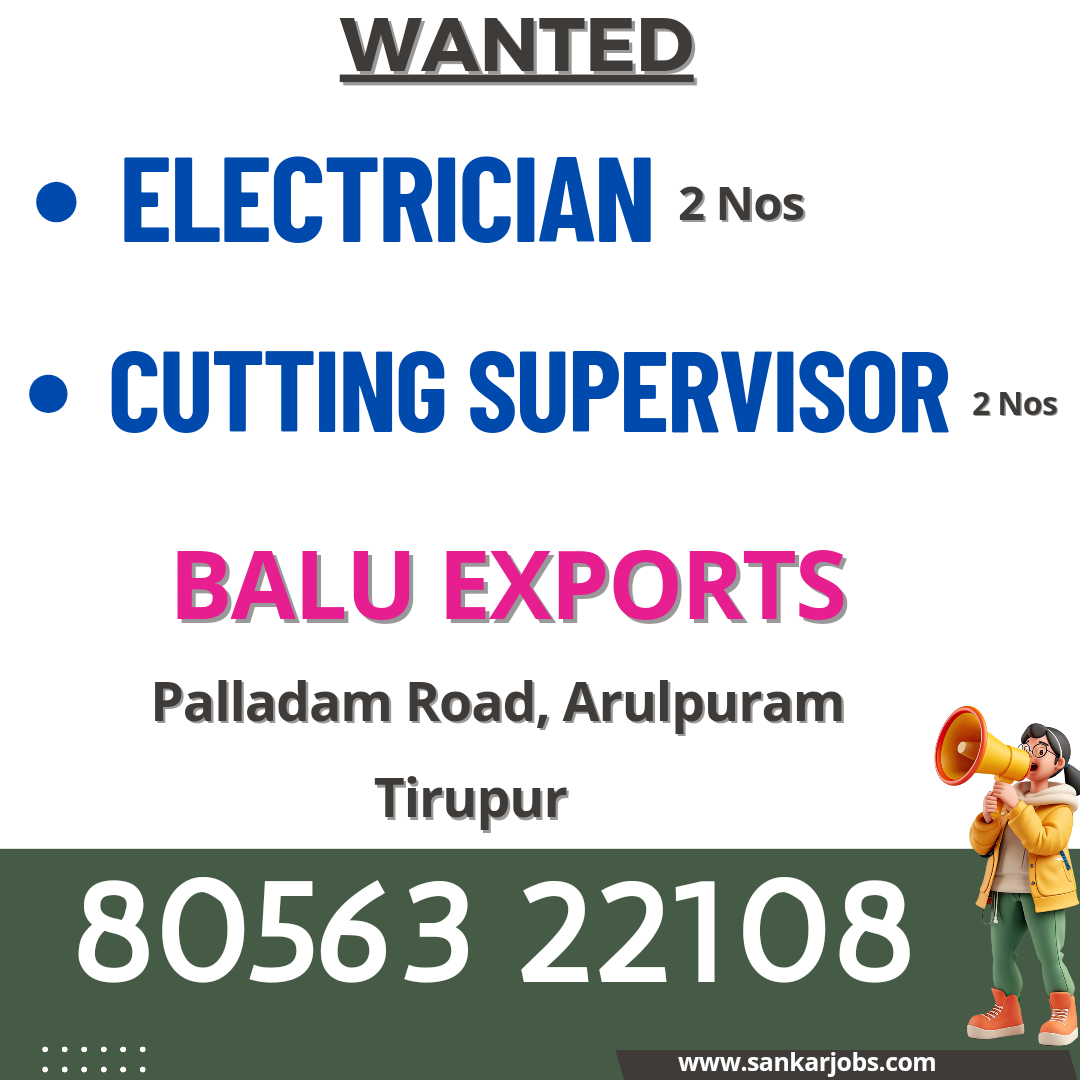 WANTED
• ELECTRICIAN 2 Nos
• CUTTING SUPERVISOR 2 Nos
BALU EXPORTS
Palladam Road, Arulpuram
Tirupur
80563 22108
www.sankarjobs.com